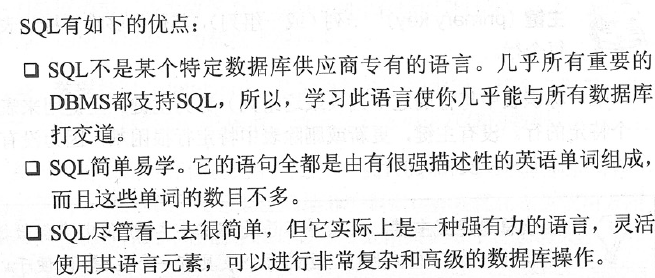 SQL有如下的优点：
❑ SQL不是某个特定数据库供应商专有的语言。几乎所有重要的
DBMS都支持SQL，所以，学习此语言使你几乎能与所有数据库
打交道。
❑ SQL简单易学。它的语句全都是由有很强描述性的英语单词组成，
而且这些单词的数目不多。
❑ SQL尽管看上去很简单，但它实际上是一种强有力的语言，灵活
使用其语言元素，可以进行非常复杂和高级的数据库操作。